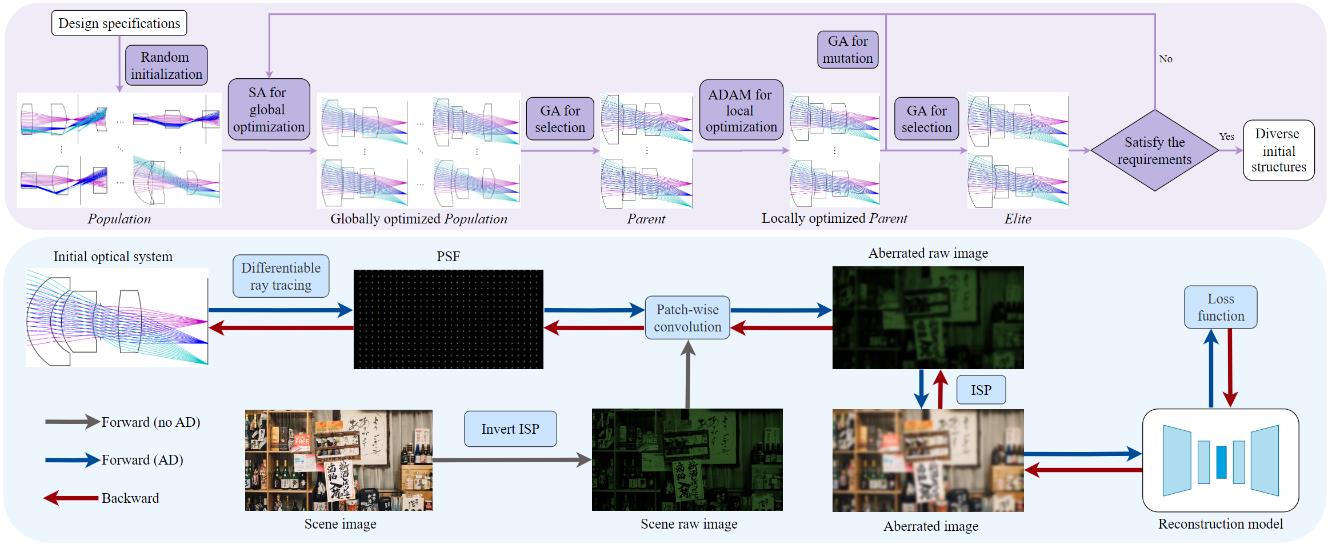 Design specifications
Random
initialization
SA for
global
optimization
GA for
selection
ADAM for
local
optimization
GA for
mutation
GA for
selection
No
Satisfy the
requirements
Yes
Diverse
initial
structures
Population
Globally optimized Population
Parent
Locally optimized Parent
Elite
Initial optical system
Differentiable
ray tracing
PSF
Patch-wise
convolution
Aberrated raw image
Loss
function
ISP
Forward (no AD)
Forward (AD)
Backward
Invert ISP
FREE
Scene image
Scene raw image
Aberrated image
Reconstruction model